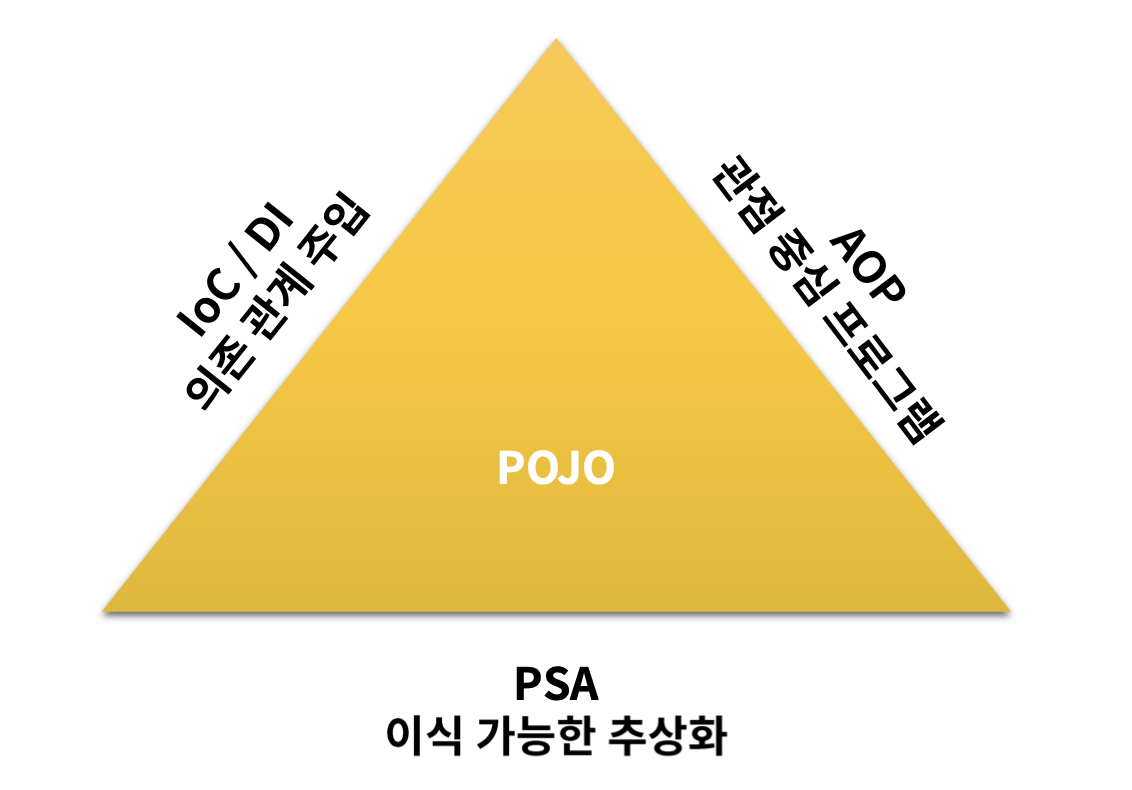 IoC / DI
의존 관계 주입
AOP
관점 중심 프로그램
POJO
PSA
이식 가능한 추상화